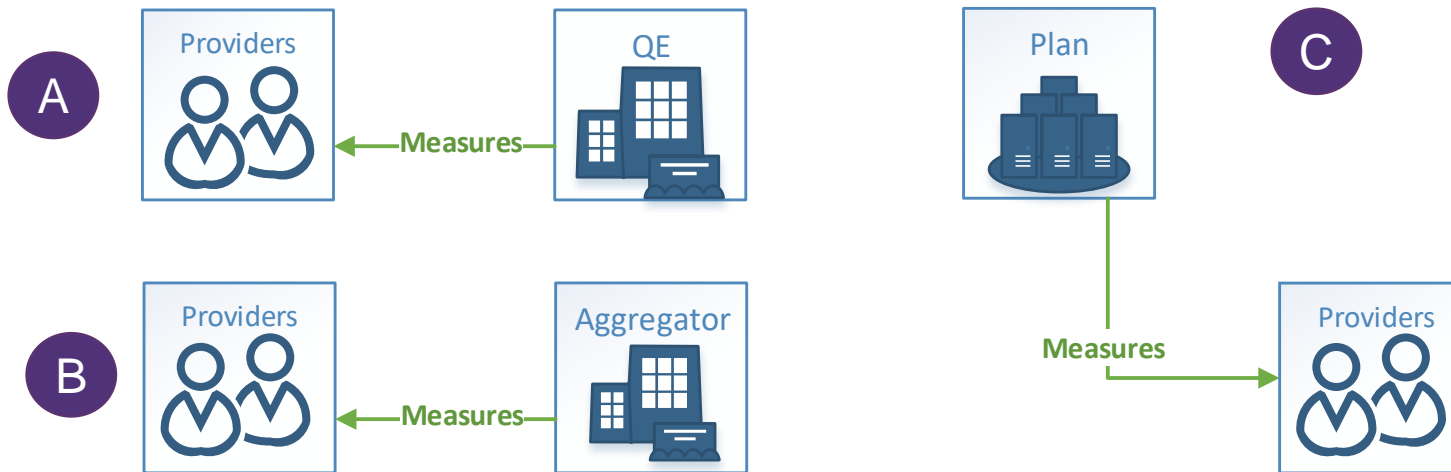 A
Providers
Measures
QE
B
Providers
Measures
Aggregator
Plan
C
Measures
Providers